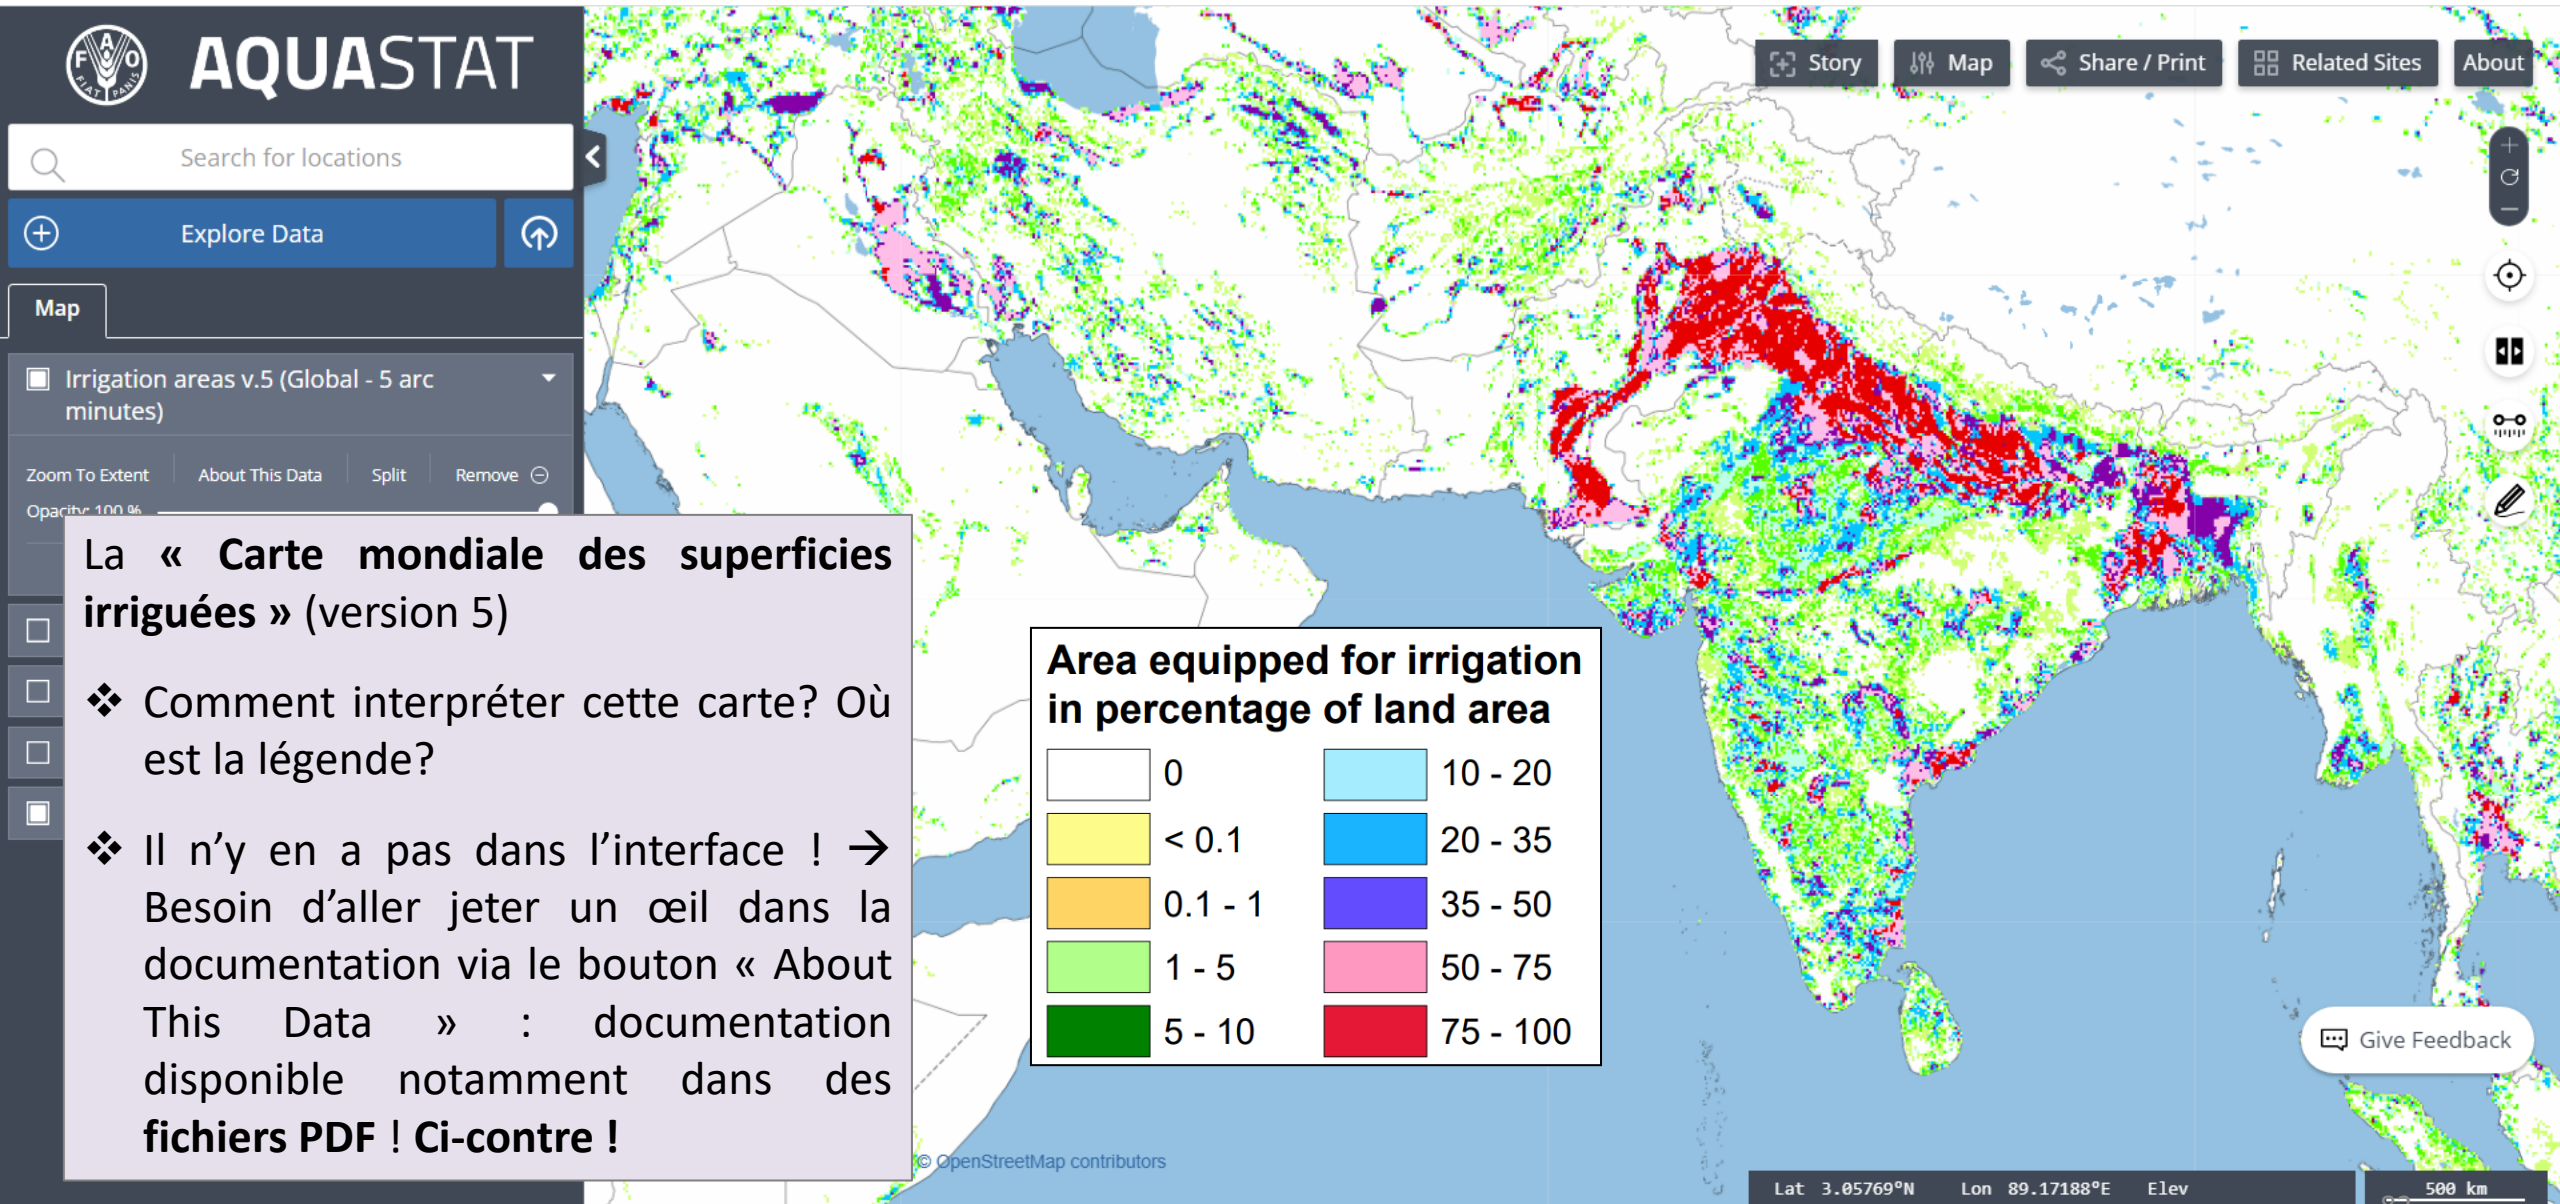 FAO
FIAT PANIS
AQUASTAT
Story
Map
Share / Print
Related Sites
About
Search for locations
Explore Data
Map
Irrigation areas v.5 (Global - 5 arc
minutes)
Zoom To Extent
About This Data
Split
Remove
Opacity: 100 %
La « Carte mondiale des superficies
irriguées » (version 5)
❖ Comment interpréter cette carte? Où
est la légende?
❖ Il n’y en a pas dans l’interface ! →
Besoin d’aller jeter un œil dans la
documentation via le bouton « About
This Data » : documentation
disponible notamment dans des
fichiers PDF ! Ci-contre !
Area equipped for irrigation
in percentage of land area
0
< 0.1
0.1 - 1
1 - 5
5 - 10
10 - 20
20 - 35
35 - 50
50 - 75
75 - 100
Give Feedback
© OpenStreetMap contributors
Lat 3.05769°N Lon 89.17188°E Elev
500 km